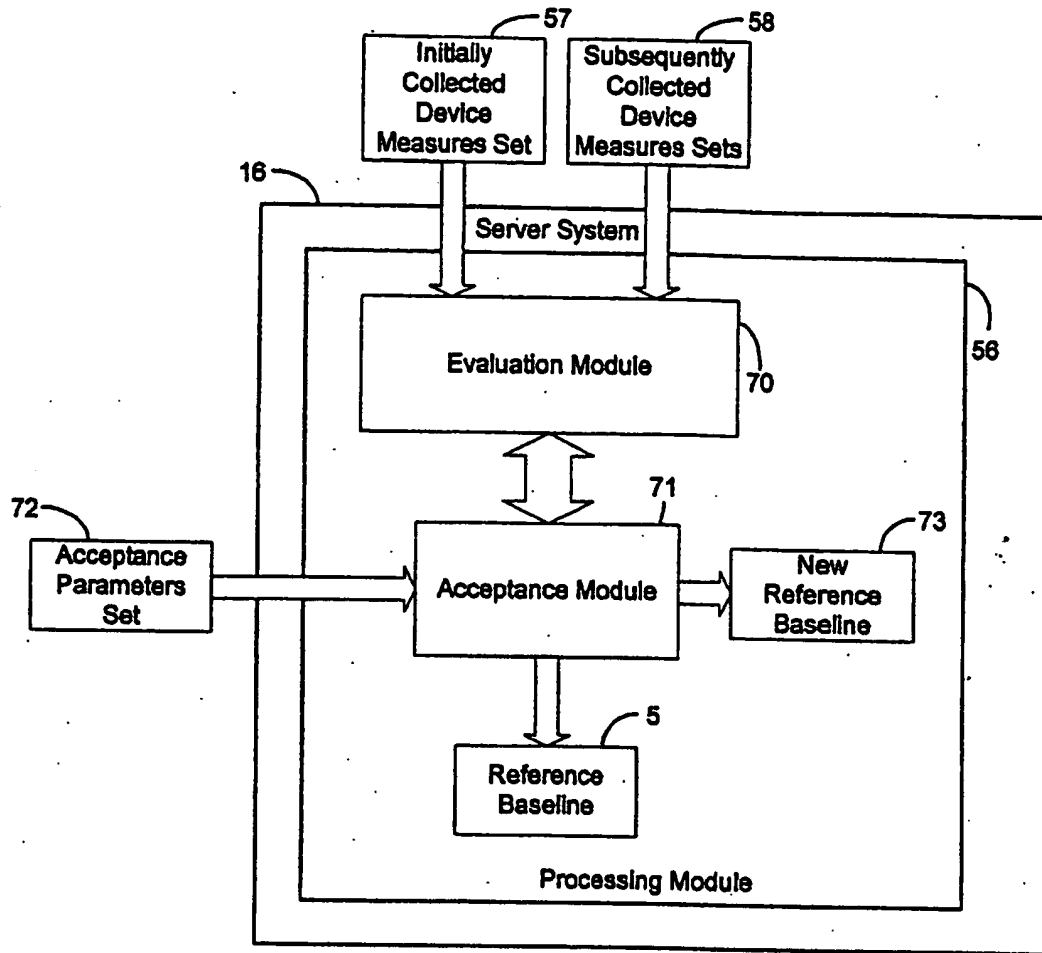 57
58
Initially
Collected
Device
Measures Set
Subsequently
Collected
Device
Measures Sets
16
Server System
56
Evaluation Module
70
72
71
73
Acceptance
Parameters
Set
Acceptance Module
New
Reference
Baseline
5
Reference
Baseline
Processing Module